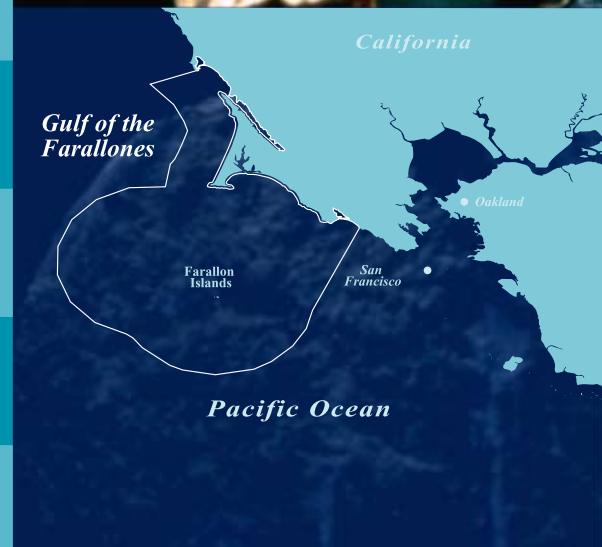 California
Gulf of the
Farallones
Oakland
Farallon
Islands
San
Francisco
Pacific Ocean